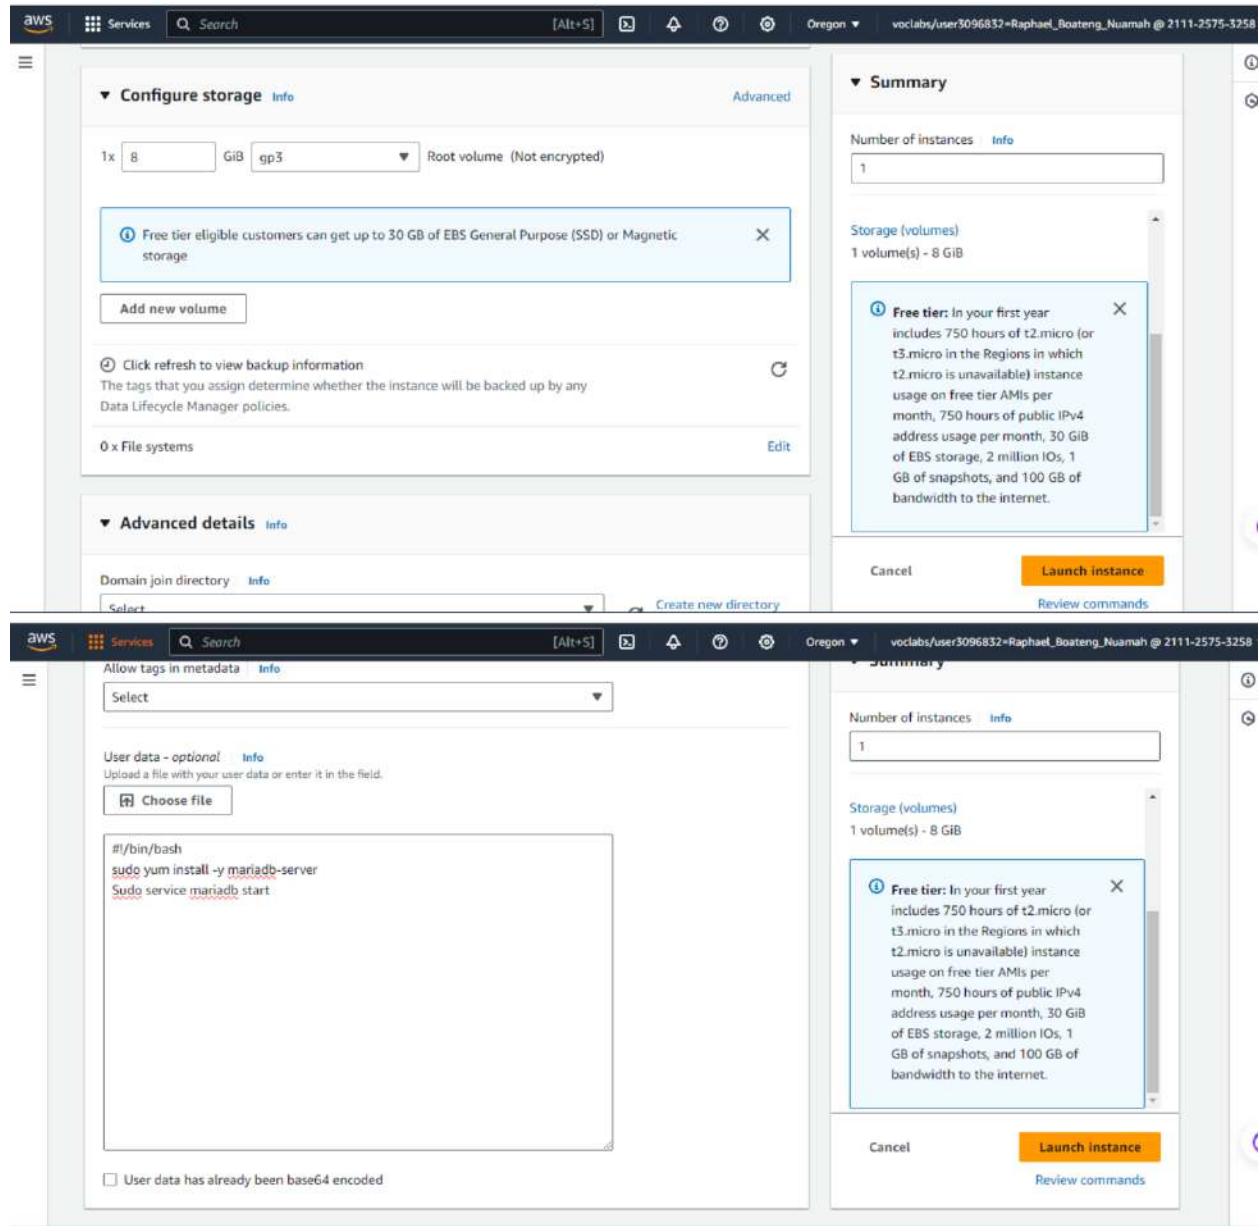 aws
Services
Search
[Alt+S]
Oregon
voclabs/user3096832=Raphael_Boateng_Nuamah @ 2111-2575-3258
Configure storage Info
Advanced
1x 8 GiB gp3 Root volume (Not encrypted)
Free tier eligible customers can get up to 30 GB of EBS General Purpose (SSD) or Magnetic
storage
Add new volume
Click refresh to view backup information
The tags that you assign determine whether the instance will be backed up by any
Data Lifecycle Manager policies.
0 x File systems
Edit
Advanced details Info
Domain join directory Info
Select
Create new directory
Summary
Number of instances Info
1
Storage (volumes)
1 volume(s) - 8 GiB
Free tier: In your first year
includes 750 hours of t2.micro (or
t3.micro in the Regions in which
t2.micro is unavailable) instance
usage on free tier AMIs per
month, 750 hours of public IPv4
address usage per month, 30 GiB
of EBS storage, 2 million IOs, 1
GB of snapshots, and 100 GB of
bandwidth to the internet.
Cancel
Launch instance
Review commands
aws
Services
Search
[Alt+S]
Oregon
voclabs/user3096832=Raphael_Boateng_Nuamah @ 2111-2575-3258
Allow tags in metadata Info
Select
User data - optional Info
Upload a file with your user data or enter it in the field.
Choose file
#!/bin/bash
sudo yum install -y mariadb-server
Sudo service mariadb start
User data has already been base64 encoded
Summary
Number of instances Info
1
Storage (volumes)
1 volume(s) - 8 GiB
Free tier: In your first year
includes 750 hours of t2.micro (or
t3.micro in the Regions in which
t2.micro is unavailable) instance
usage on free tier AMIs per
month, 750 hours of public IPv4
address usage per month, 30 GiB
of EBS storage, 2 million IOs, 1
GB of snapshots, and 100 GB of
bandwidth to the internet.
Cancel
Launch instance
Review commands